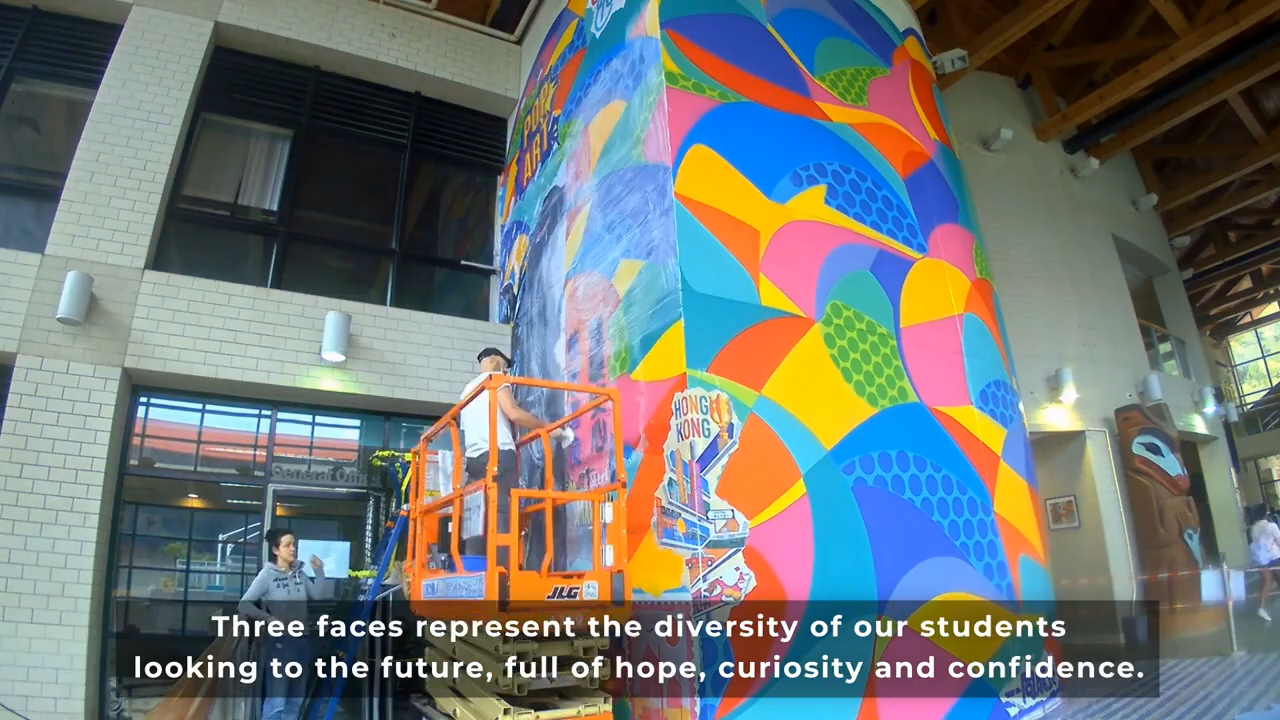 POP
ART
HONG
KONG
General Office
JLG
Three faces represent the diversity of our students
looking to the future, full of hope, curiosity and confidence.